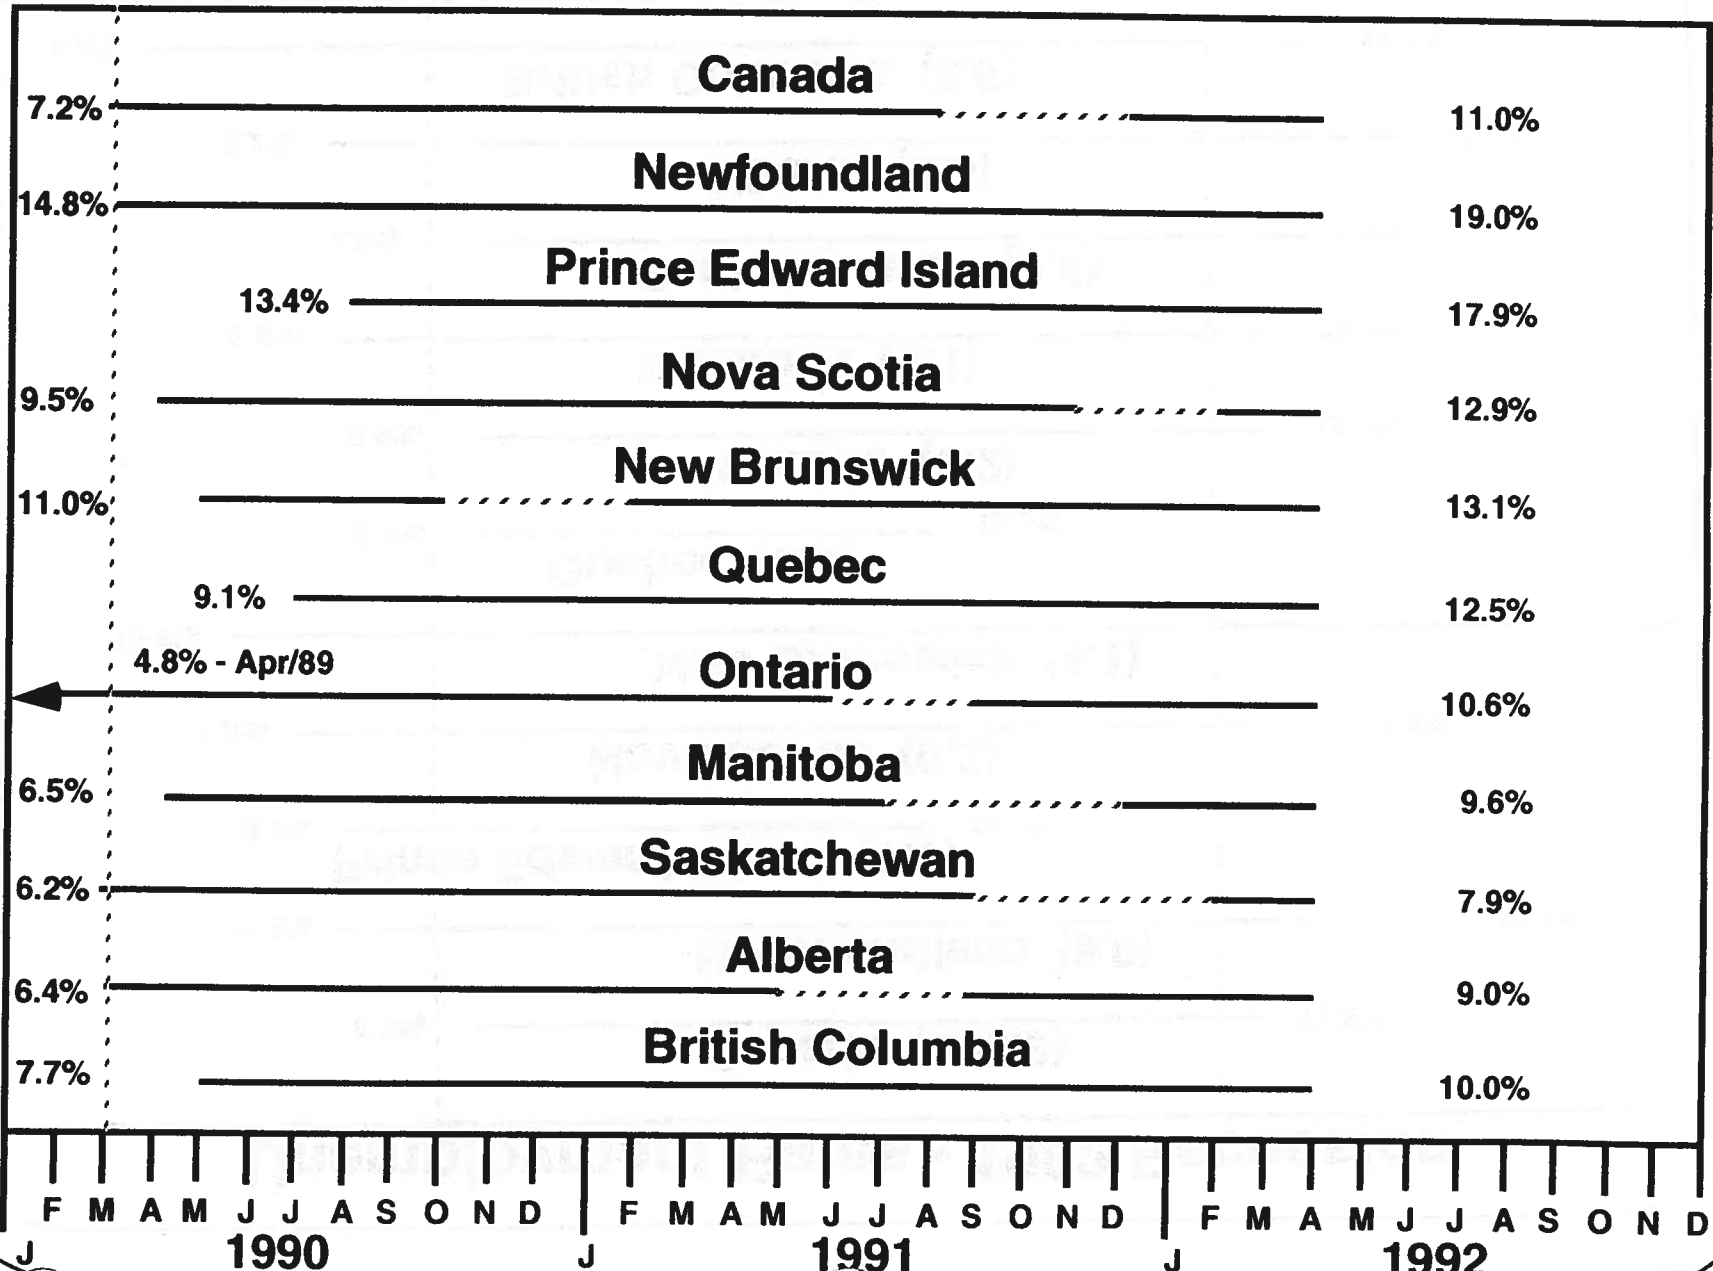 Canada
7.2% 11.0%
Newfoundland
14.8% 19.0%
Prince Edward Island
13.4% 17.9%
Nova Scotia
9.5% 12.9%
New Brunswick
11.0% 13.1%
Quebec
9.1% 12.5%
4.8% - Apr/89 Ontario
10.6%
Manitoba
6.5% 9.6%
Saskatchewan
6.2% 7.9%
Alberta
6.4% 9.0%
British Columbia
7.7% 10.0%
F M A M J J A S O N D F M A M J J A S O N D F M A M J J A S O N D
J 1990 J 1991 J 1992